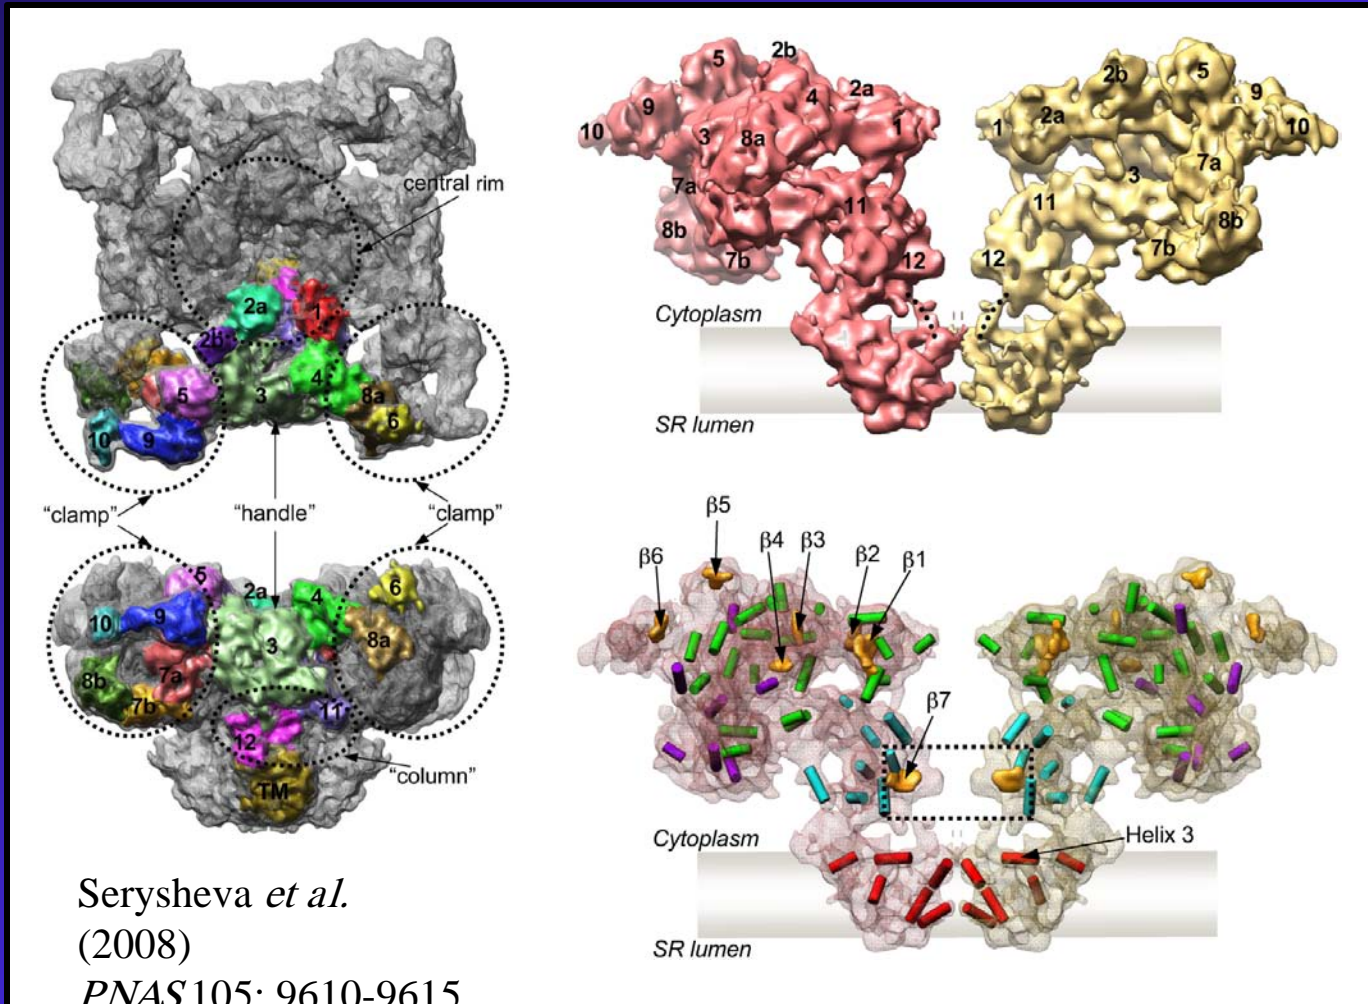 central rim
2a
1
2b
5
3
4
8a
6
10
9
"clamp"
"handle"
"clamp"
5
2a
4
6
10
9
3
8a
8b
7a
7b
11
12
"column"
TM
5
2b
9
4
2a
10
3
8a
1
7a
11
8b
7b
12
2b
5
9
1
2a
10
3
7a
11
8b
7b
12
Cytoplasm
SR lumen
β5
β6
β4
β3
β2
β1
β7
Cytoplasm
Helix 3
SR lumen
Serysheva et al.
(2008)
PNAS 105: 9610-9615